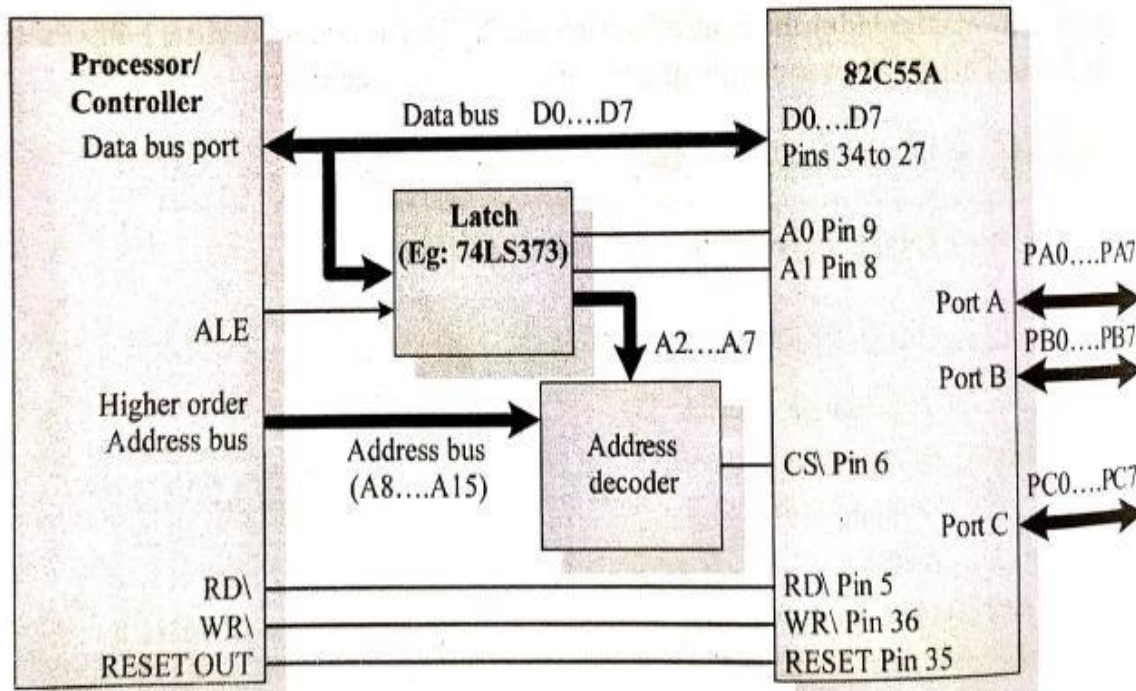 Processor/
Controller
Data bus port
ALE
Higher order
Address bus
RD\
WR\
RESET OUT
Data bus D0....D7
Latch
(Eg: 74LS373)
A2....A7
Address bus
(A8....A15)
Address
decoder
82C55A
D0....D7
Pins 34 to 27
A0 Pin 9
A1 Pin 8
Port A
Port B
CS\ Pin 6
Port C
RD\ Pin 5
WR\ Pin 36
RESET Pin 35
PA0....PA7
PB0....PB7
PC0....PC7